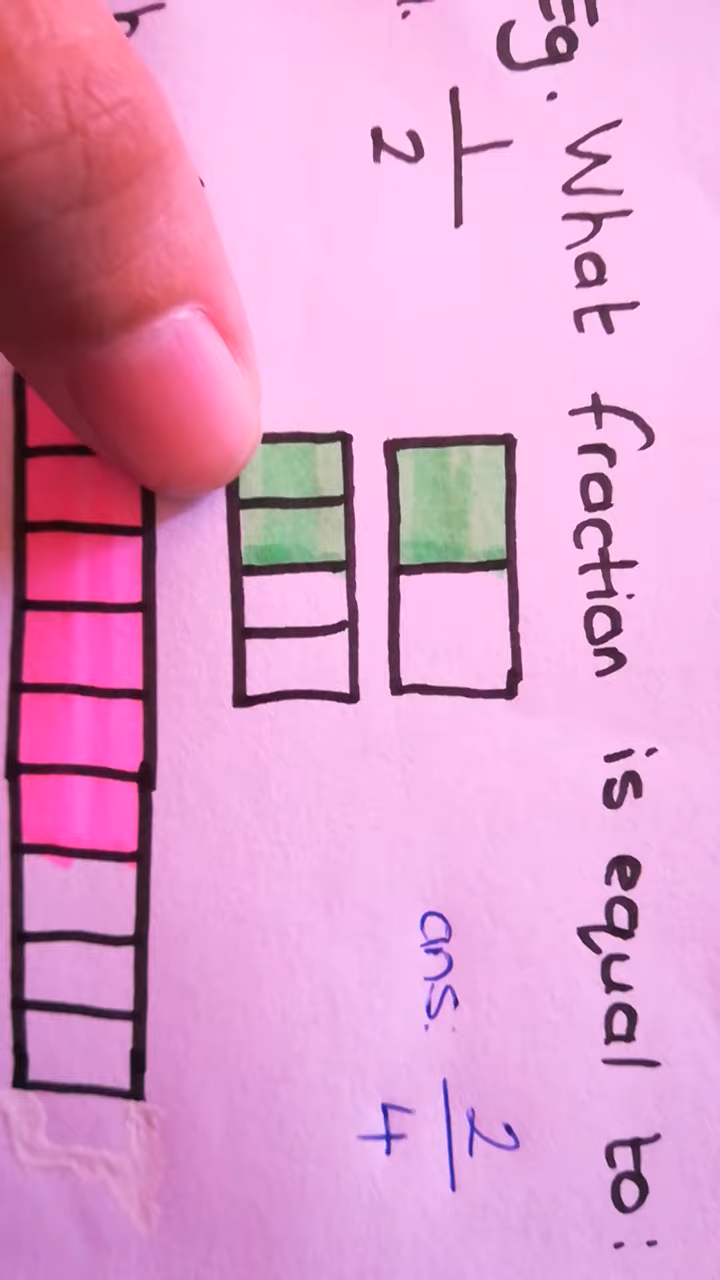 Eg. What fraction is equal to:
1/2
ans. 2/4